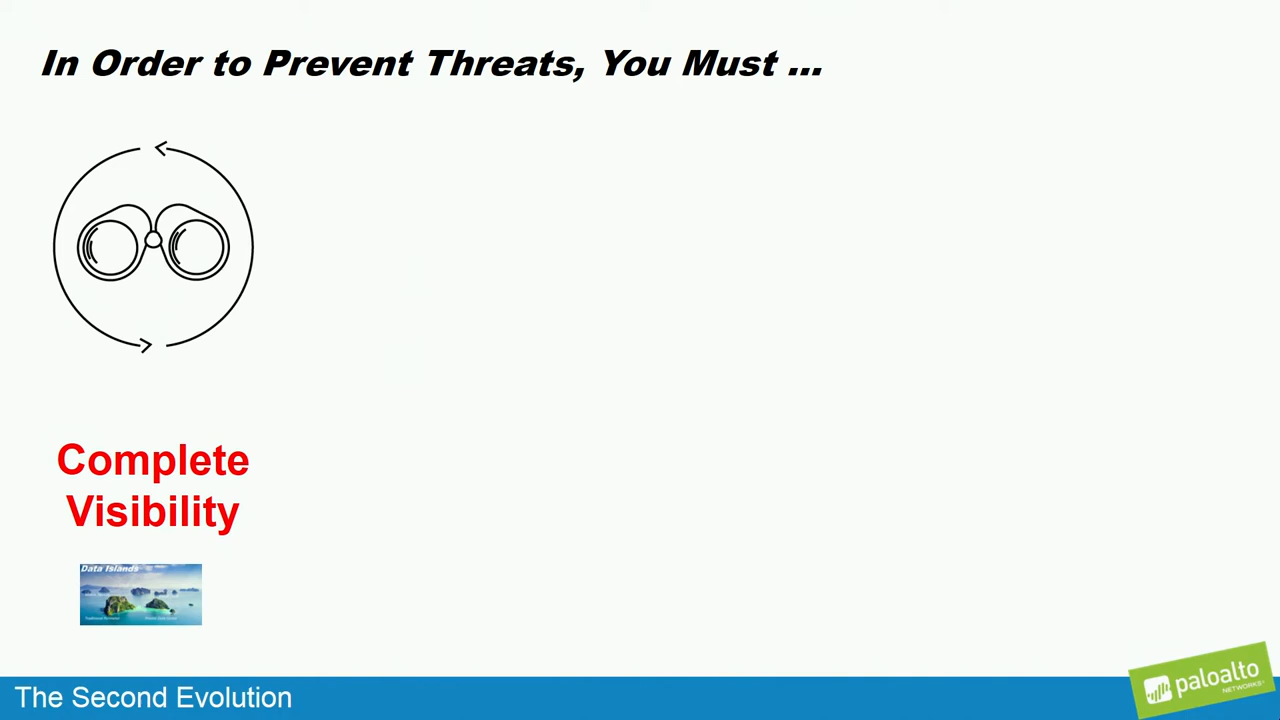 In Order to Prevent Threats, You Must ...
Complete
Visibility
Data Islands
The Second Evolution
paloalto
NETWORKS